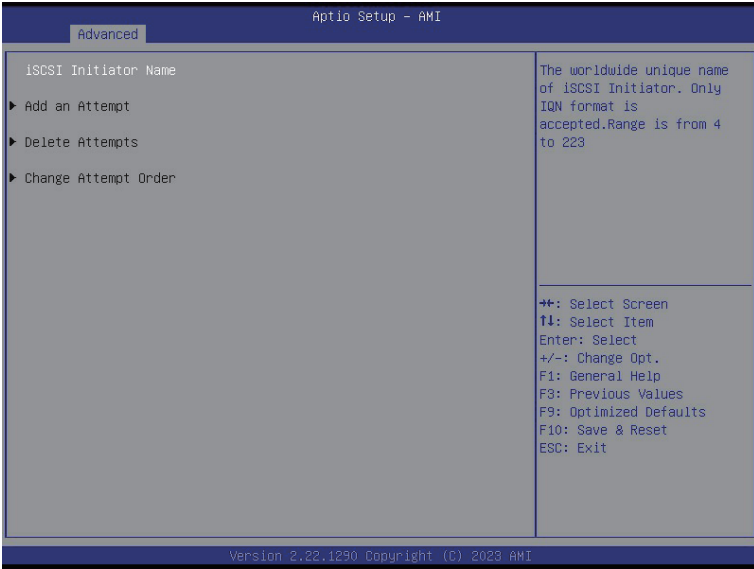 Aptio Setup – AMI
Advanced
iSCSI Initiator Name
▶ Add an Attempt
▶ Delete Attempts
▶ Change Attempt Order
The worldwide unique name
of iSCSI Initiator. Only
IQN format is
accepted.Range is from 4
to 223
→←: Select Screen
↑↓: Select Item
Enter: Select
+/-: Change Opt.
F1: General Help
F3: Previous Values
F9: Optimized Defaults
F10: Save & Reset
ESC: Exit
Version 2.22.1290 Copyright (C) 2023 AMI